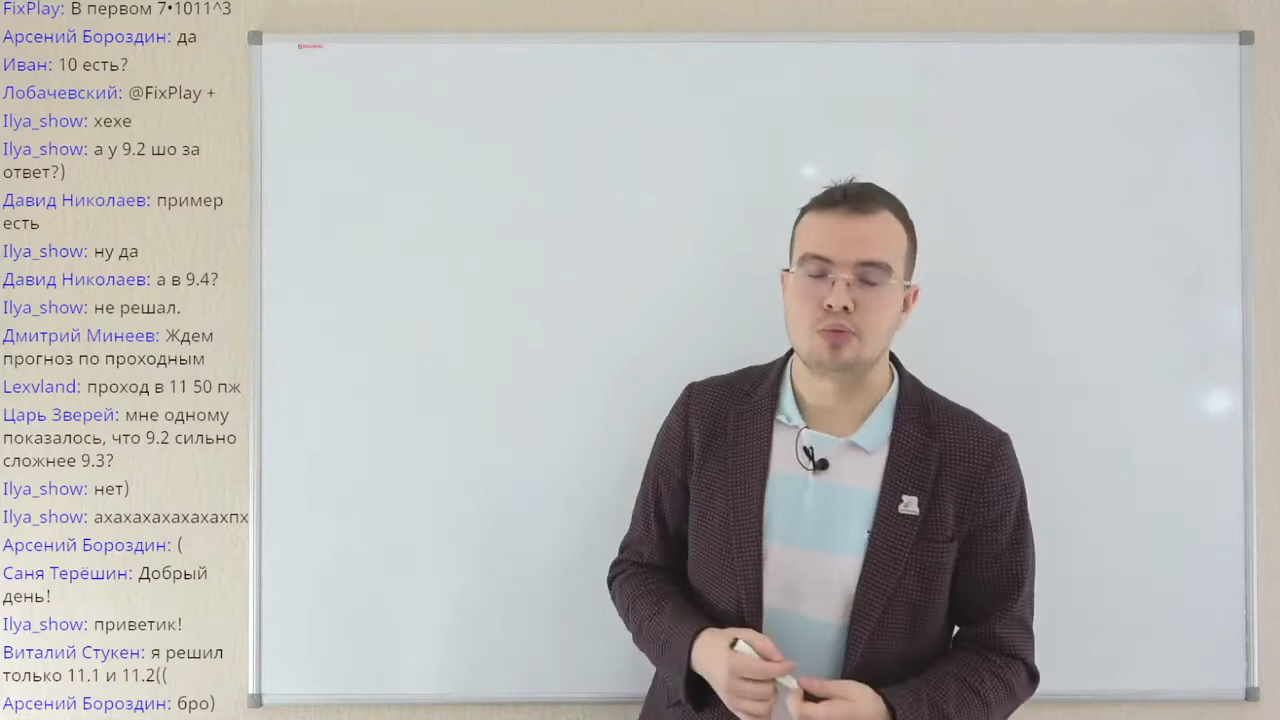 FixPlay: В первом 7•1011^3
Арсений Бороздин: да
Иван: 10 есть?
Лобачевский: @FixPlay +
Ilya_show: хехе
Ilya_show: а у 9.2 шо за
ответ?)
Давид Николаев: пример
есть
Ilya_show: ну да
Давид Николаев: а в 9.4?
Ilya_show: не решал.
Дмитрий Минеев: Ждем
прогноз по проходным
Lexvland: проход в 11 50 пж
Царь Зверей: мне одному
показалось, что 9.2 сильно
сложнее 9.3?
Ilya_show: нет)
Ilya_show: ахахахахахахахпх
Арсений Бороздин: (
Саня Терёшин: Добрый
день!
Ilya_show: приветик!
Виталий Стукен: я решил
только 11.1 и 11.2((
Арсений Бороздин: бро)